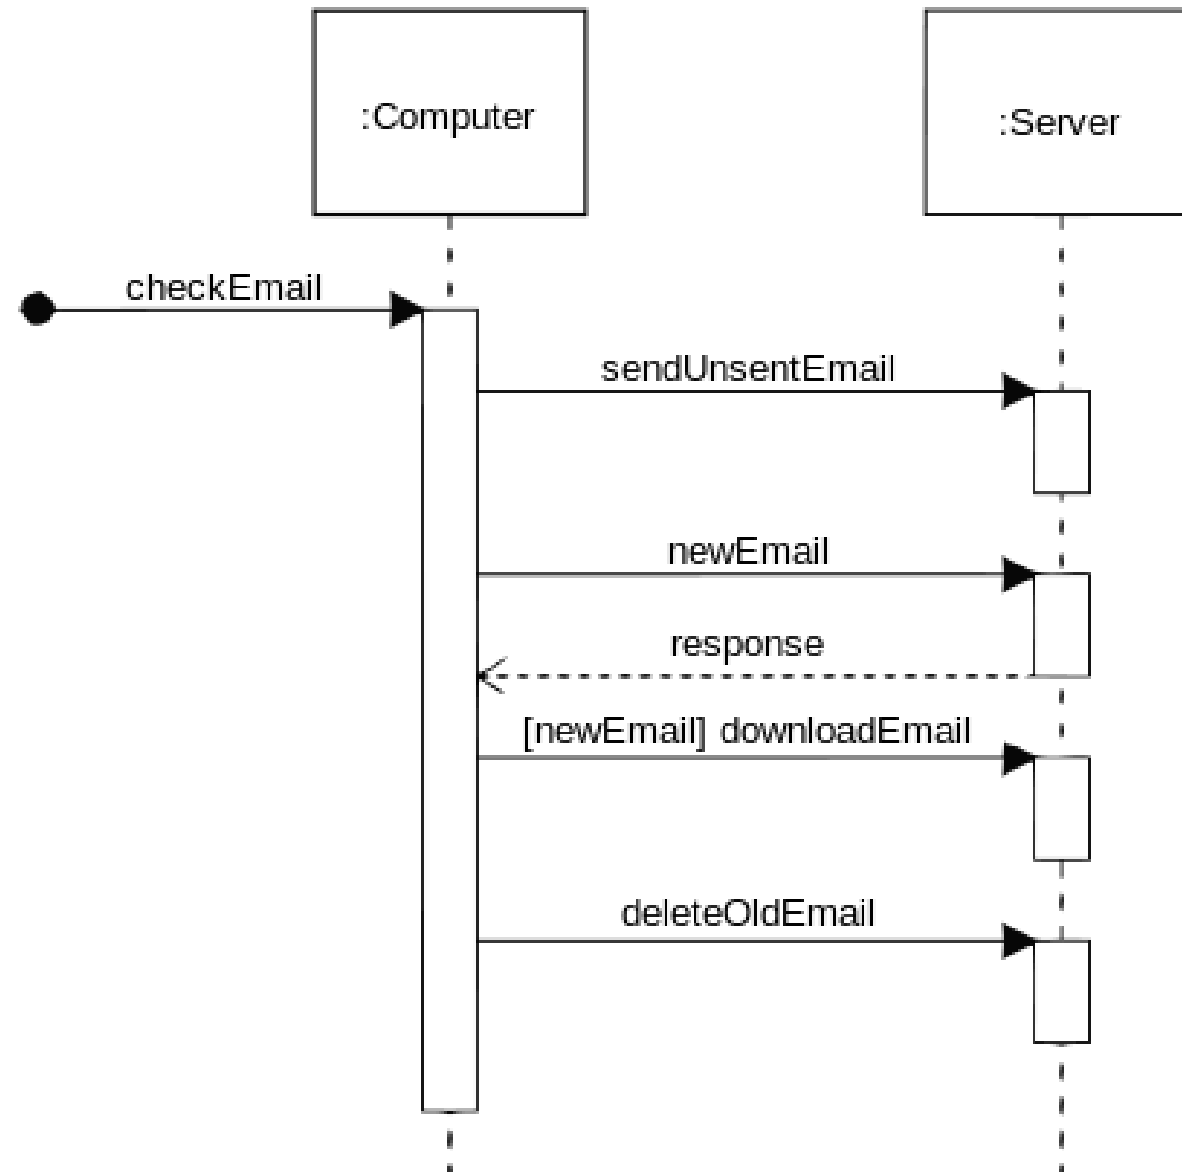 :Computer
:Server
checkEmail
sendUnsentEmail
newEmail
response
[newEmail] downloadEmail
deleteOldEmail